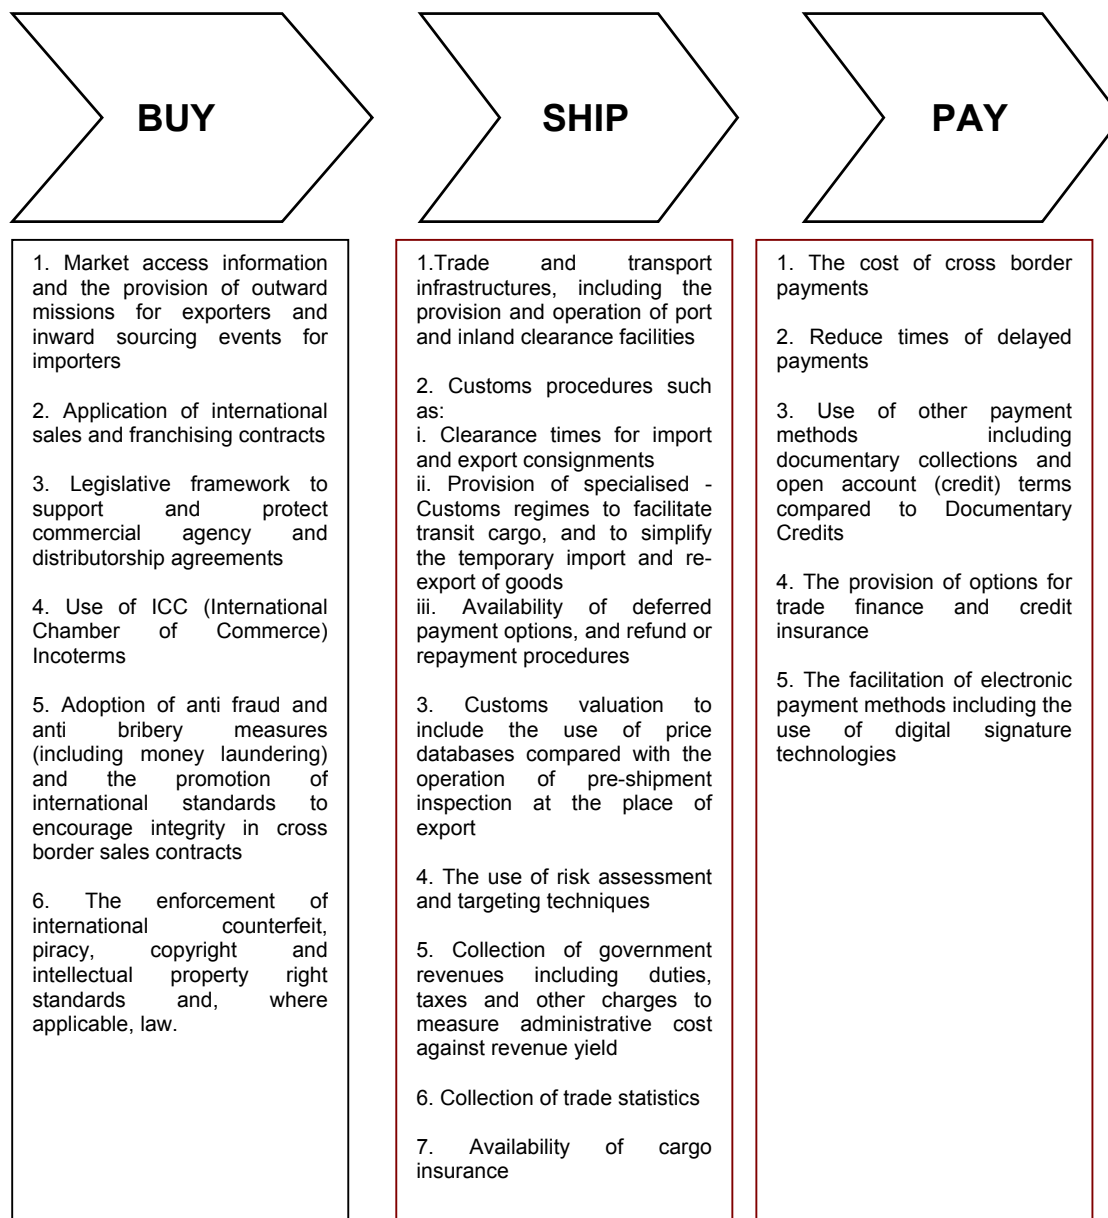 BUY
SHIP
PAY
1. Market access information
and the provision of outward
missions for exporters and
inward sourcing events for
importers
2. Application of international
sales and franchising contracts
3. Legislative framework to
support and protect
commercial agency and
distributorship agreements
4. Use of ICC (International
Chamber of Commerce)
Incoterms
5. Adoption of anti fraud and
anti bribery measures
(including money laundering)
and the promotion of
international standards to
encourage integrity in cross
border sales contracts
6. The enforcement of
international counterfeit,
piracy, copyright and
intellectual property right
standards and, where
applicable, law.
1.Trade and transport
infrastructures, including the
provision and operation of port
and inland clearance facilities
2. Customs procedures such
as:
i. Clearance times for import
and export consignments
ii. Provision of specialised -
Customs regimes to facilitate
transit cargo, and to simplify
the temporary import and re-
export of goods
iii. Availability of deferred
payment options, and refund or
repayment procedures
3. Customs valuation to
include the use of price
databases compared with the
operation of pre-shipment
inspection at the place of
export
4. The use of risk assessment
and targeting techniques
5. Collection of government
revenues including duties,
taxes and other charges to
measure administrative cost
against revenue yield
6. Collection of trade statistics
7. Availability of cargo
insurance
1. The cost of cross border
payments
2. Reduce times of delayed
payments
3. Use of other payment
methods including
documentary collections and
open account (credit) terms
compared to Documentary
Credits
4. The provision of options for
trade finance and credit
insurance
5. The facilitation of electronic
payment methods including the
use of digital signature
technologies